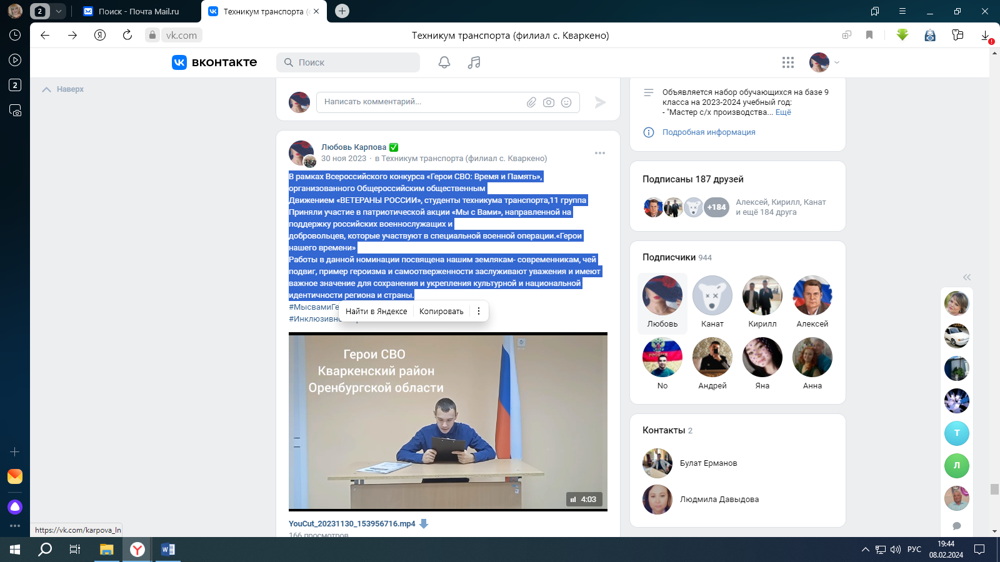 2
Поиск - Почта Mail.ru
Техникум транспорта (
vk.com
Техникум транспорта (филиал с. Кваркено)
вконтакте
Поиск
2
Наверх
Написать комментарий...
Любовь Карпова
30 ноя 2023 · в Техникум транспорта (филиал с. Кваркено)
В рамках Всероссийского конкурса «Герои СВО: Время и Память»,
организованного Общероссийским общественным
Движением «ВЕТЕРАНЫ РОССИИ», студенты техникума транспорта,11 группа
Приняли участие в патриотической акции «Мы с Вами», направленной на
поддержку российских военнослужащих и
добровольцев, которые участвуют в специальной военной операции.«Герои
нашего времени»
Работы в данной номинации посвящена нашим землякам- современникам, чей
подвиг, пример героизма и самоотверженности заслуживают уважения и имеют
важное значение для сохранения и укрепления культурной и национальной
идентичности региона и страны.
#МысвамиГе
Найти в Яндексе
Копировать
#Инклюзивно
Герои СВО
Кваркенский район
Оренбургской области
4:03
YouCut_20231130_153956716.mp4
166 просмотров
Объявляется набор обучающихся на базе 9
класса на 2023-2024 учебный год:
- "Мастер с/х производства... Ещё
Подробная информация
Подписаны 187 друзей
+184
Алексей, Кирилл, Канат
и ещё 184 друга
Подписчики 944
Любовь
Канат
Кирилл
Алексей
No
Андрей
Яна
Анна
Контакты 2
Булат Ерманов
Людмила Давыдова
Т
Л
https://vk.com/karpova_ln
РУС
19:44
08.02.2024